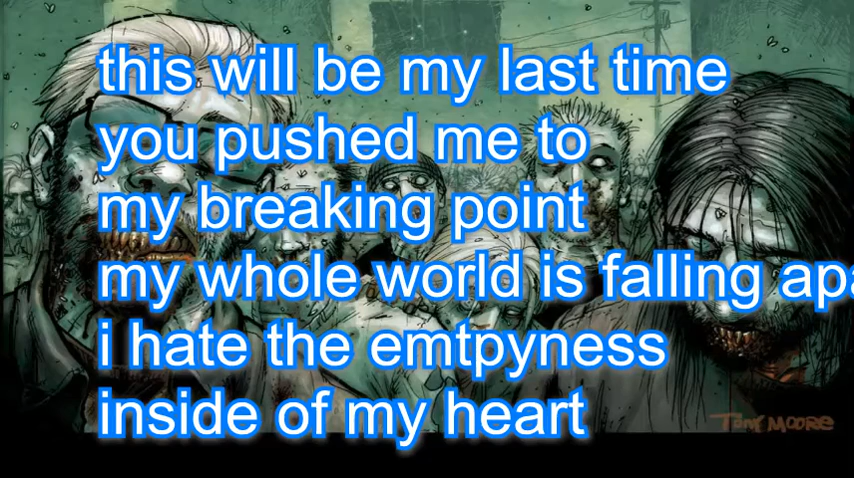 this will be my last time
you pushed me to
my breaking point
my whole world is falling apa
i hate the emtpyness
inside of my heart
TONY MOORE